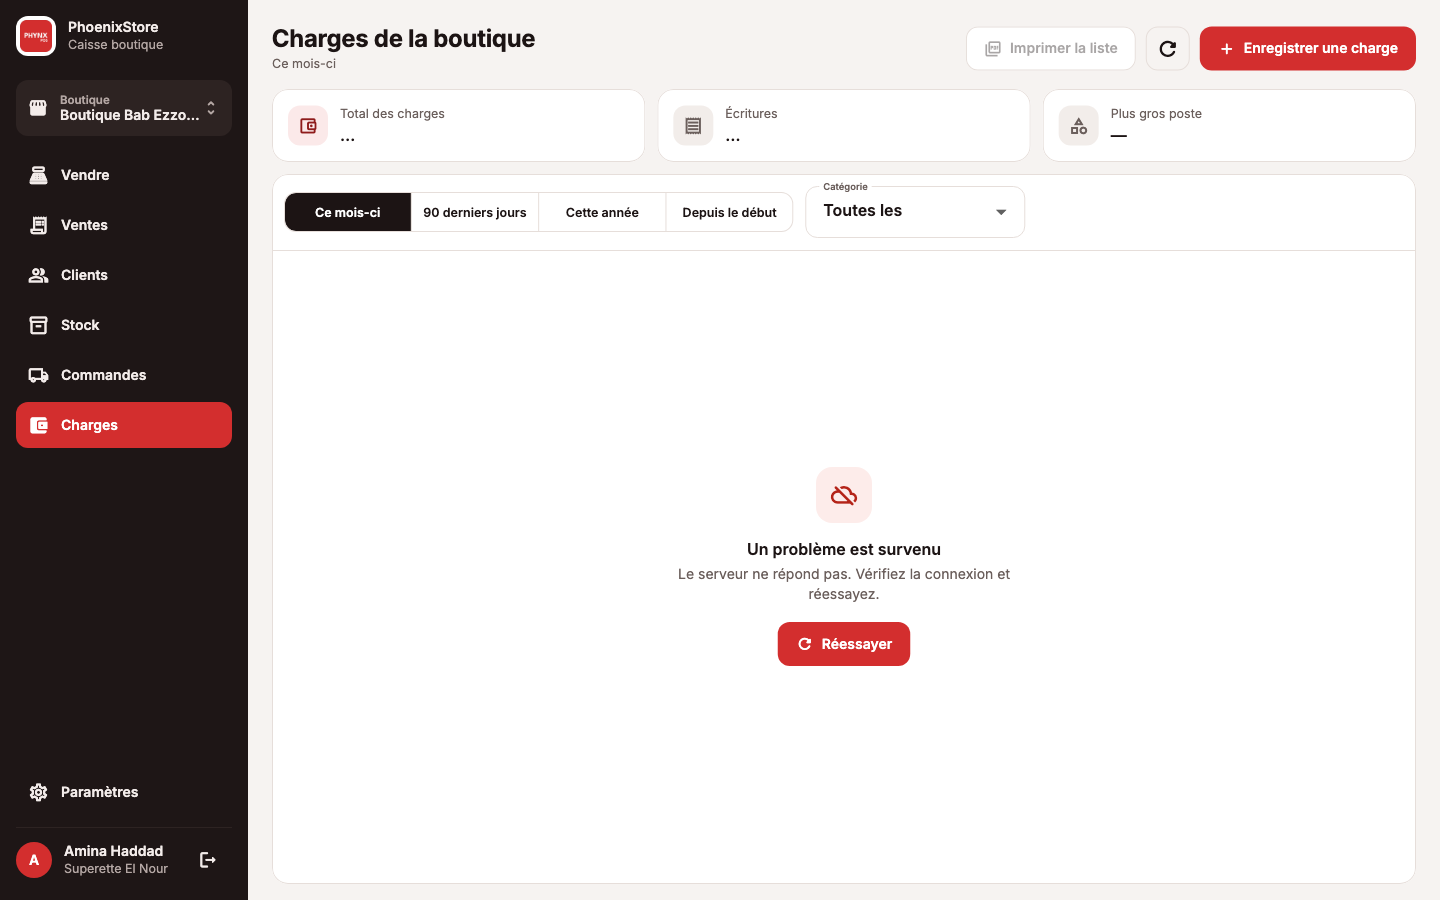 PHYNX
POS
PhoenixStore
Caisse boutique
Boutique
Boutique Bab Ezzo...
Vendre
Ventes
Clients
Stock
Commandes
Charges
Paramètres
A
Amina Haddad
Superette El Nour
Charges de la boutique
Ce mois-ci
Imprimer la liste
Enregistrer une charge
Total des charges
...
Écritures
...
Plus gros poste
—
Ce mois-ci
90 derniers jours
Cette année
Depuis le début
Catégorie
Toutes les
Un problème est survenu
Le serveur ne répond pas. Vérifiez la connexion et
réessayez.
Réessayer